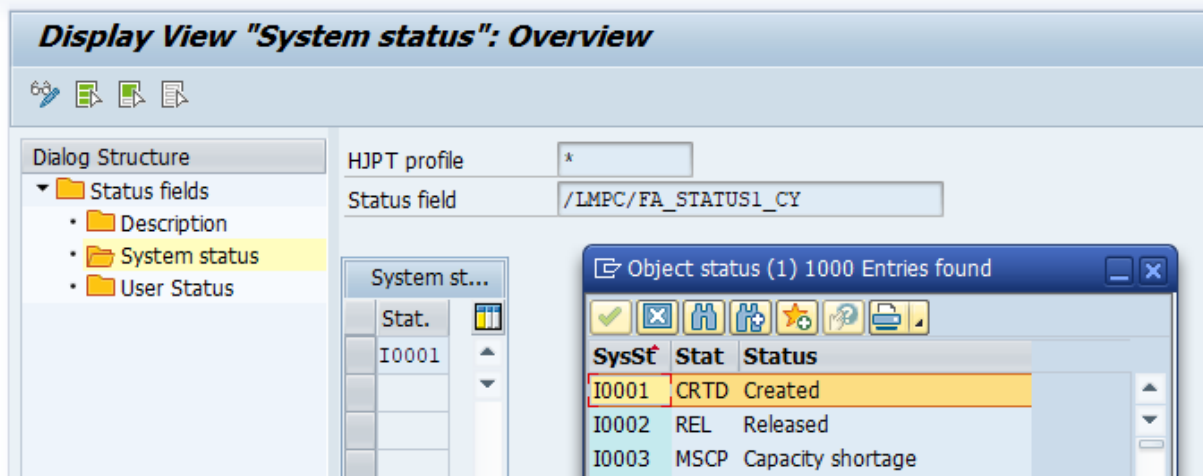 Display View "System status": Overview
Dialog Structure
Status fields
Description
System status
User Status
HJPT profile *
Status field /LMPC/FA_STATUS1_CY
System st...
Stat.
I0001
Object status (1) 1000 Entries found
SysSt Stat Status
I0001 CRTD Created
I0002 REL Released
I0003 MSCP Capacity shortage